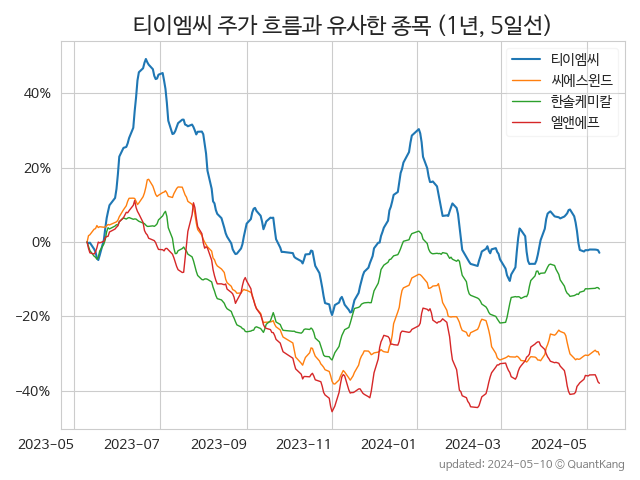 티이엠씨 주가 흐름과 유사한 종목 (1년, 5일선)
티이엠씨
씨에스윈드
한솔케미칼
엘앤에프
40%
20%
0%
−20%
−40%
2023-05
2023-07
2023-09
2023-11
2024-01
2024-03
2024-05
updated: 2024-05-10 © QuantKang